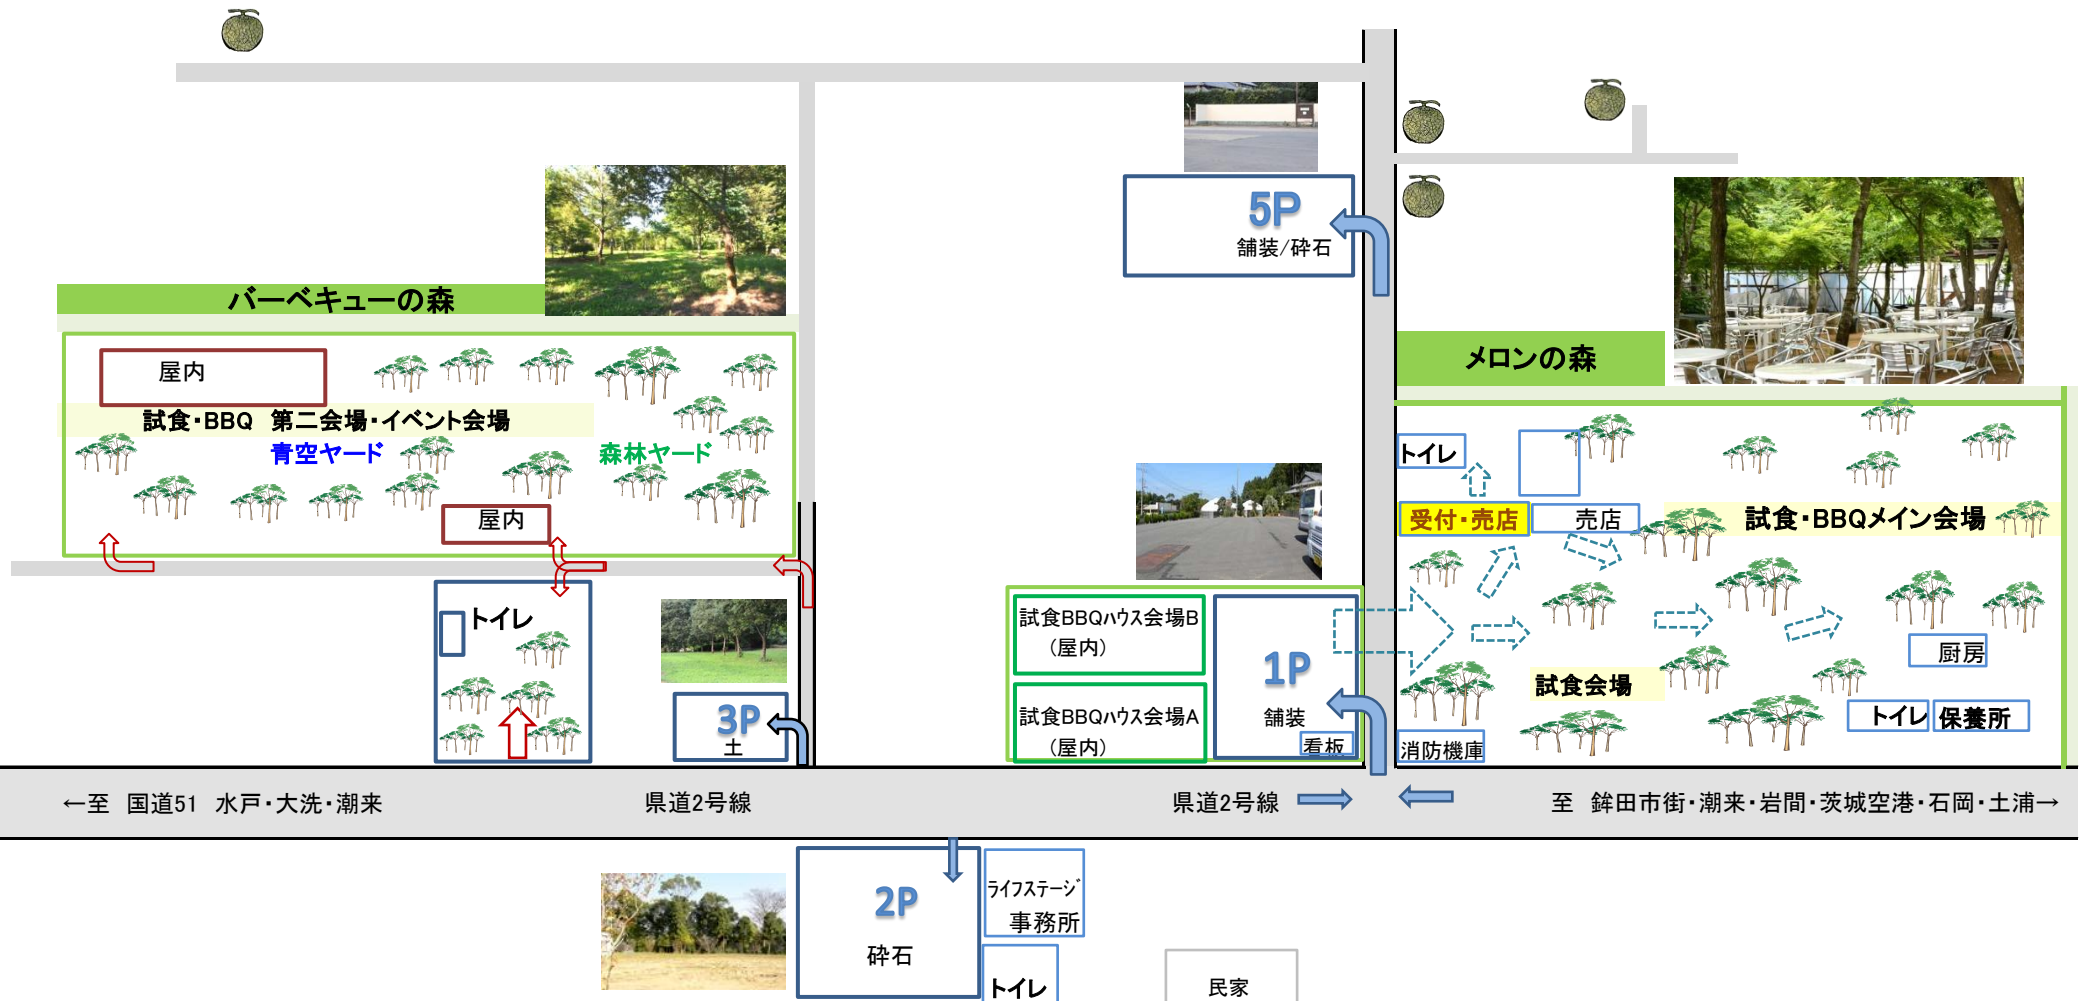 5P
舗装/砕石
バーベキューの森
メロンの森
屋内
試食・BBQ 第二会場・イベント会場
青空ヤード
森林ヤード
屋内
トイレ
受付・売店
売店
試食・BBQメイン会場
トイレ
試食BBQハウス会場B
(屋内)
1P
舗装
看板
試食BBQハウス会場A
(屋内)
3P
土
試食会場
厨房
トイレ
保養所
消防機庫
←至 国道51 水戸・大洗・潮来
県道2号線
県道2号線
至 鉾田市街・潮来・岩間・茨城空港・石岡・土浦→
2P
砕石
ライフステージ
事務所
トイレ
民家